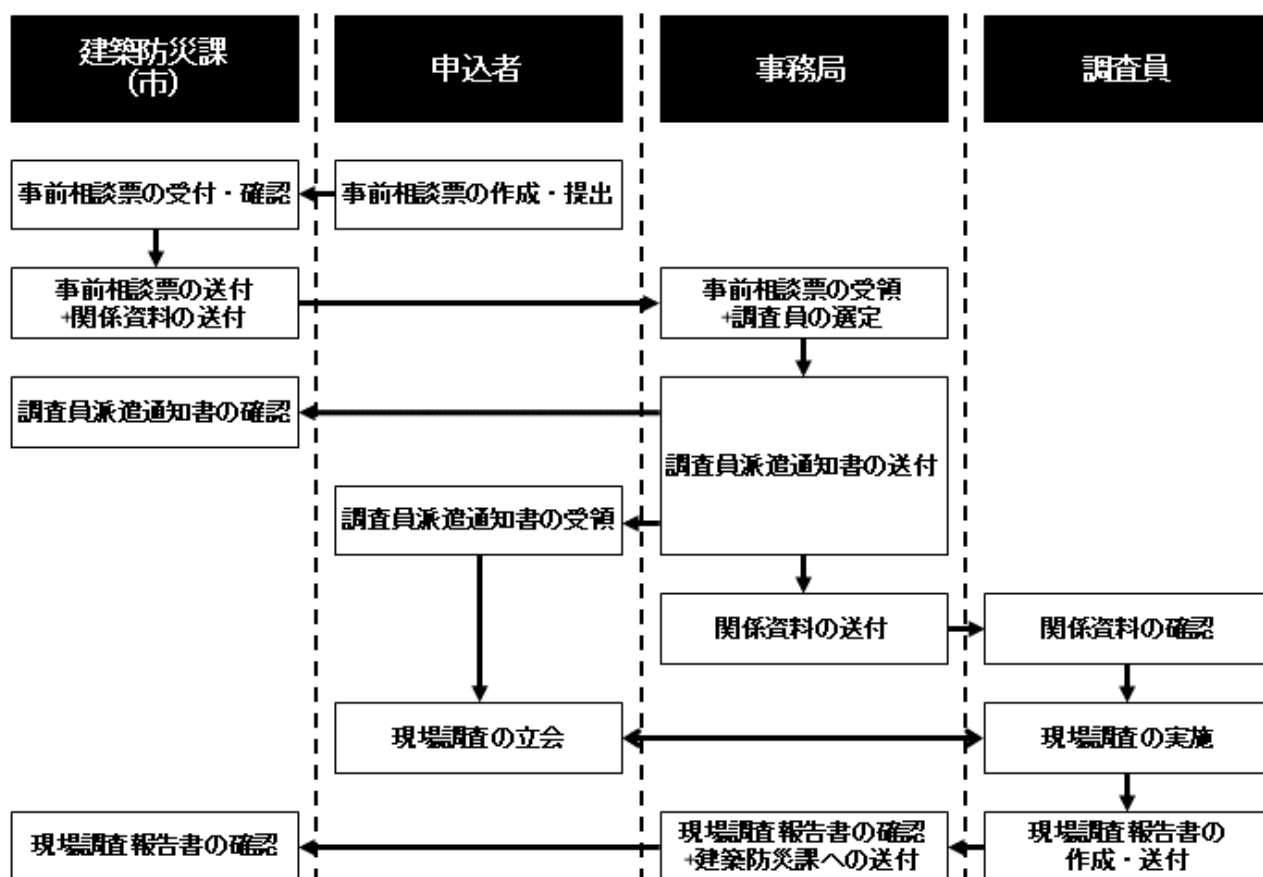 建築防災課
(市)
申込者
事務局
調査員
事前相談票の受付・確認
事前相談票の作成・提出
事前相談票の送付
+関係資料の送付
事前相談票の受領
+調査員の選定
調査員派遣通知書の確認
調査員派遣通知書の送付
調査員派遣通知書の受領
関係資料の送付
関係資料の確認
現場調査の立会
現場調査の実施
現場調査報告書の確認
現場調査報告書の確認
+建築防災課への送付
現場調査報告書の
作成・送付